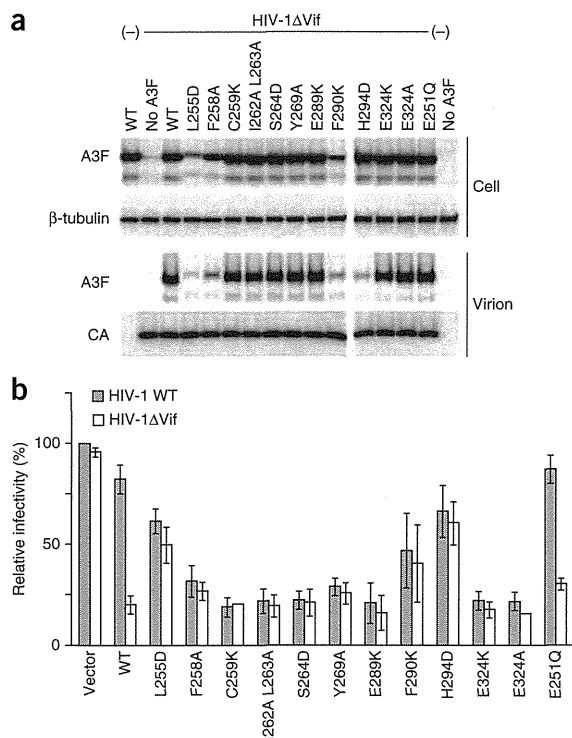 a
HIV-1ΔVif
(–)
(–)
WT
No A3F
WT
L255D
F258A
C259K
I262A L263A
S264D
Y269A
E289K
F290K
H294D
E324K
E324A
E251Q
No A3F
A3F
β-tubulin
Cell
A3F
CA
Virion
b
HIV-1 WT
HIV-1ΔVif
Relative infectivity (%)
100
50
0
Vector
WT
L255D
F258A
C259K
I262A L263A
S264D
Y269A
E289K
F290K
H294D
E324K
E324A
E251Q